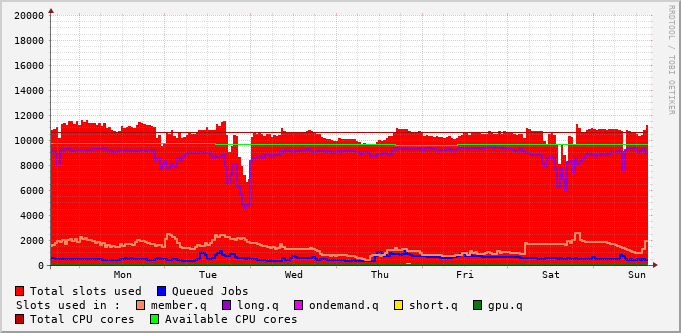 20000
18000
16000
14000
12000
10000
8000
6000
4000
2000
0
Mon Tue Wed Thu Fri Sat Sun
RRDTOOL / TOBI OETIKER
Total slots used Queued Jobs
Slots used in : member.q long.q ondemand.q short.q gpu.q
Total CPU cores Available CPU cores